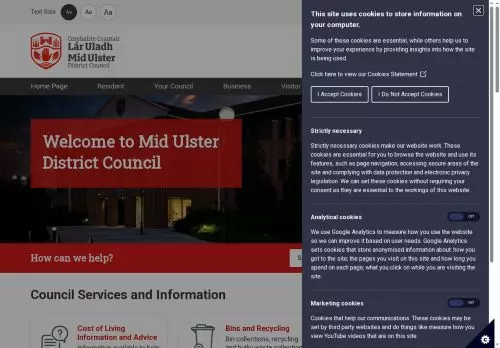 Text Size Aa Aa Aa
Comhairle Ceantair
Lár Uladh
Mid Ulster
District Council
Home Page Resident Your Council Business Visitor
Welcome to Mid Ulster
District Council
How can we help?
S
Council Services and Information
Cost of Living
Information and Advice
Information available to help
Bins and Recycling
Bin collections, recycling
and bulky waste collection
This site uses cookies to store information on
your computer.
Some of these cookies are essential, while others help us to
improve your experience by providing insights into how the site
is being used.
Click here to view our Cookies Statement
I Accept Cookies I Do Not Accept Cookies
Strictly necessary
Strictly necessary cookies make our website work. These
cookies are essential for you to browse the website and use its
features, such as page navigation, accessing secure areas of the
site and complying with data protection and electronic privacy
legislation. We can set these cookies without requiring your
consent as they are essential to the workings of this website.
Analytical cookies Off
We use Google Analytics to measure how you use the website
so we can improve it based on user needs. Google Analytics
sets cookies that store anonymised information about: how you
got to the site; the pages you visit on this site and how long you
spend on each page; what you click on while you are visiting the
site.
Marketing cookies Off
Cookies that help our communications. These cookies may be
set by third party websites and do things like measure how you
view YouTube videos that are on this site.